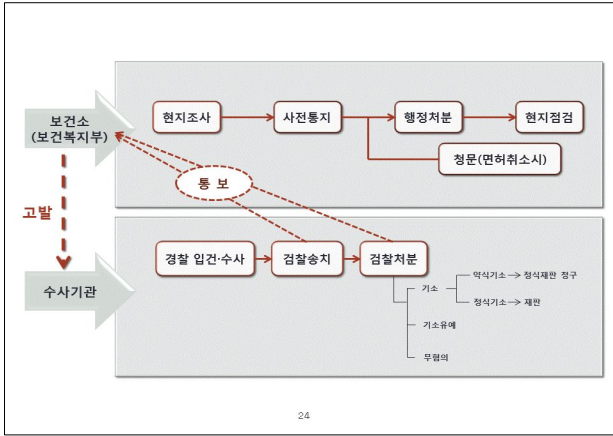 보건소
(보건복지부)
현지조사
사전통지
행정처분
현지점검
청문(면허취소시)
통 보
고발
수사기관
경찰 입건·수사
검찰송치
검찰처분
기소
약식기소→정식재판 청구
정식기소→재판
기소유예
무혐의
24